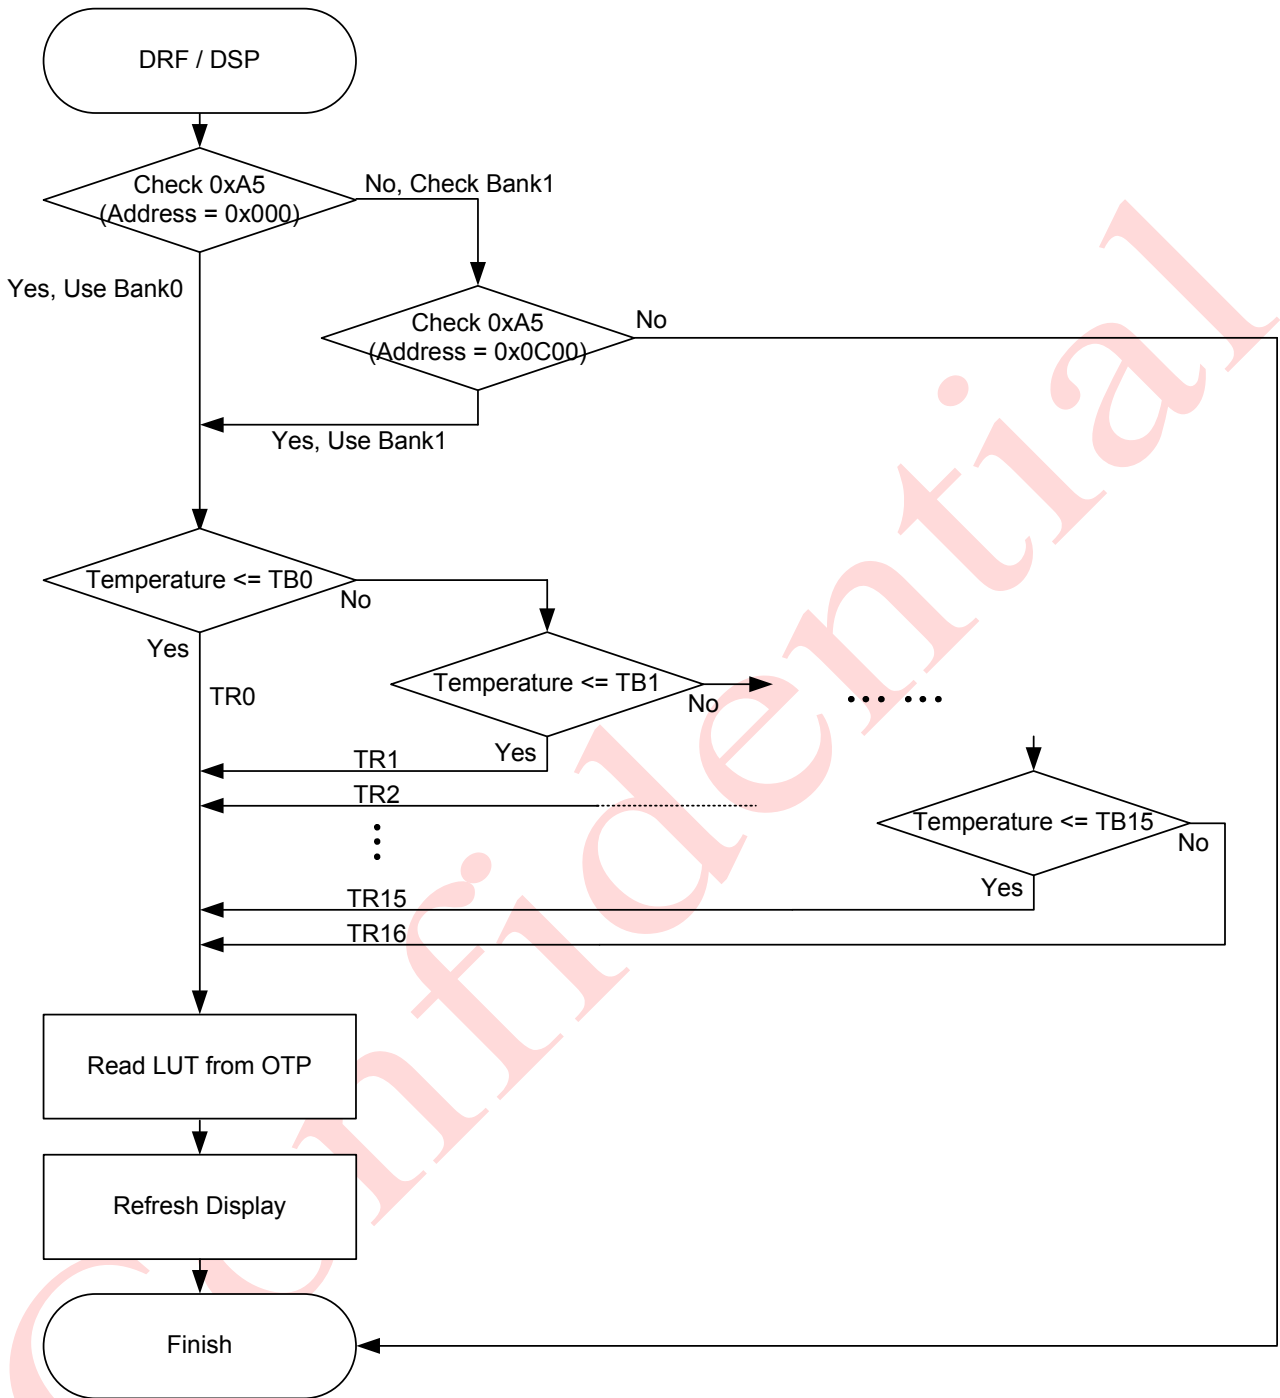 DRF / DSP
Check 0xA5
(Address = 0x000)
No, Check Bank1
Yes, Use Bank0
Check 0xA5
(Address = 0x0C00)
No
Yes, Use Bank1
Temperature <= TB0
No
Yes
TR0
Temperature <= TB1
No
Yes
TR1
TR2
Temperature <= TB15
No
Yes
TR15
TR16
Read LUT from OTP
Refresh Display
Finish
Confidential